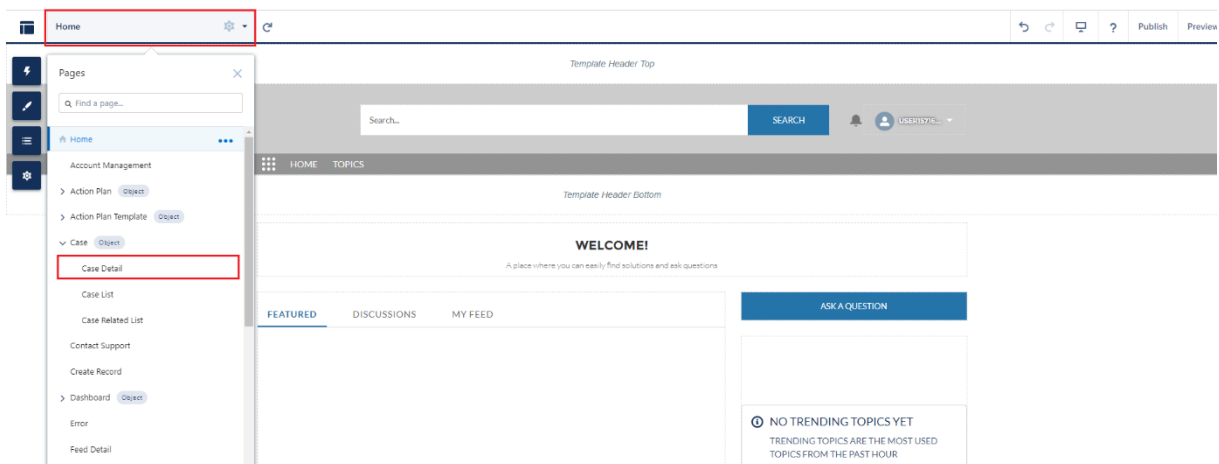 Home
? Publish Preview
Template Header Top
Pages
Find a page...
Search...
SEARCH
Home
Account Management
HOME TOPICS
Action Plan Object
Template Header Bottom
Action Plan Template Object
Case Object
WELCOME!
A place where you can easily find solutions and ask questions
Case Detail
Case List
Case Related List
FEATURED DISCUSSIONS MY FEED
ASK A QUESTION
Contact Support
Create Record
Dashboard Object
Error
Feed Detail
NO TRENDING TOPICS YET
TRENDING TOPICS ARE THE MOST USED
TOPICS FROM THE PAST HOUR